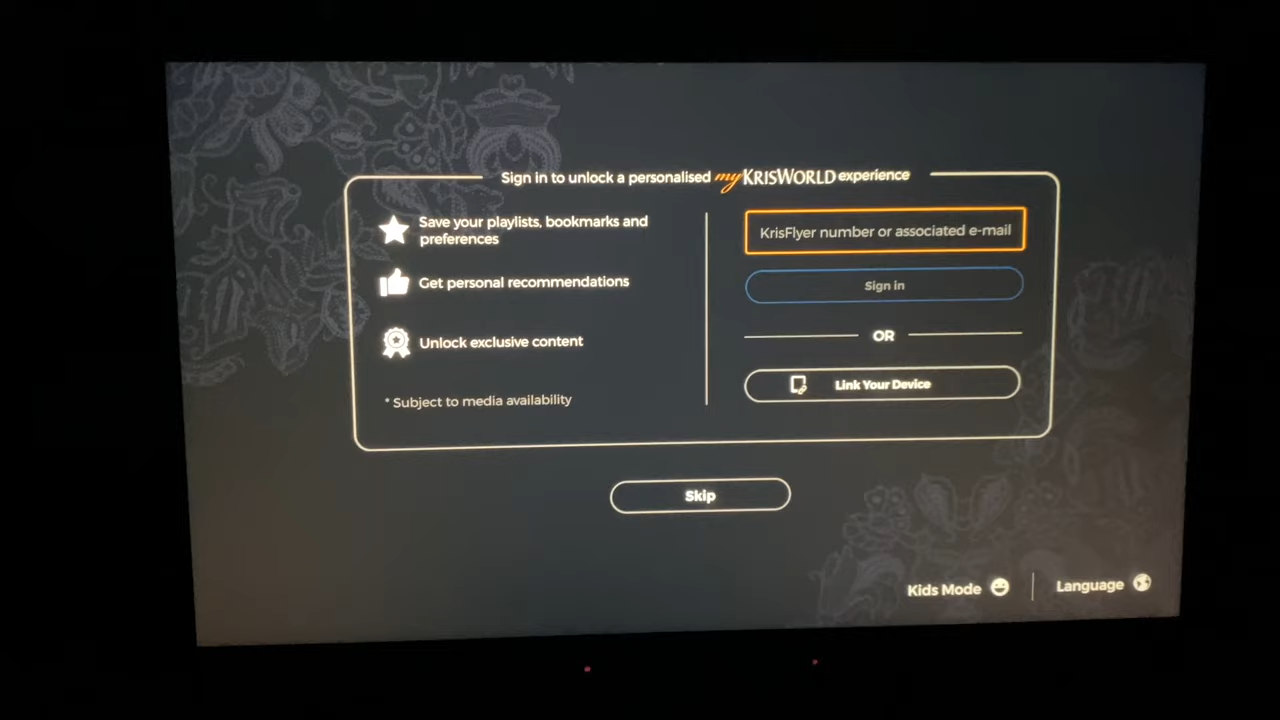 Sign in to unlock a personalised myKRISWORLD experience
Save your playlists, bookmarks and
preferences
Get personal recommendations
Unlock exclusive content
* Subject to media availability
KrisFlyer number or associated e-mail
Sign in
OR
Link Your Device
Skip
Kids Mode
Language